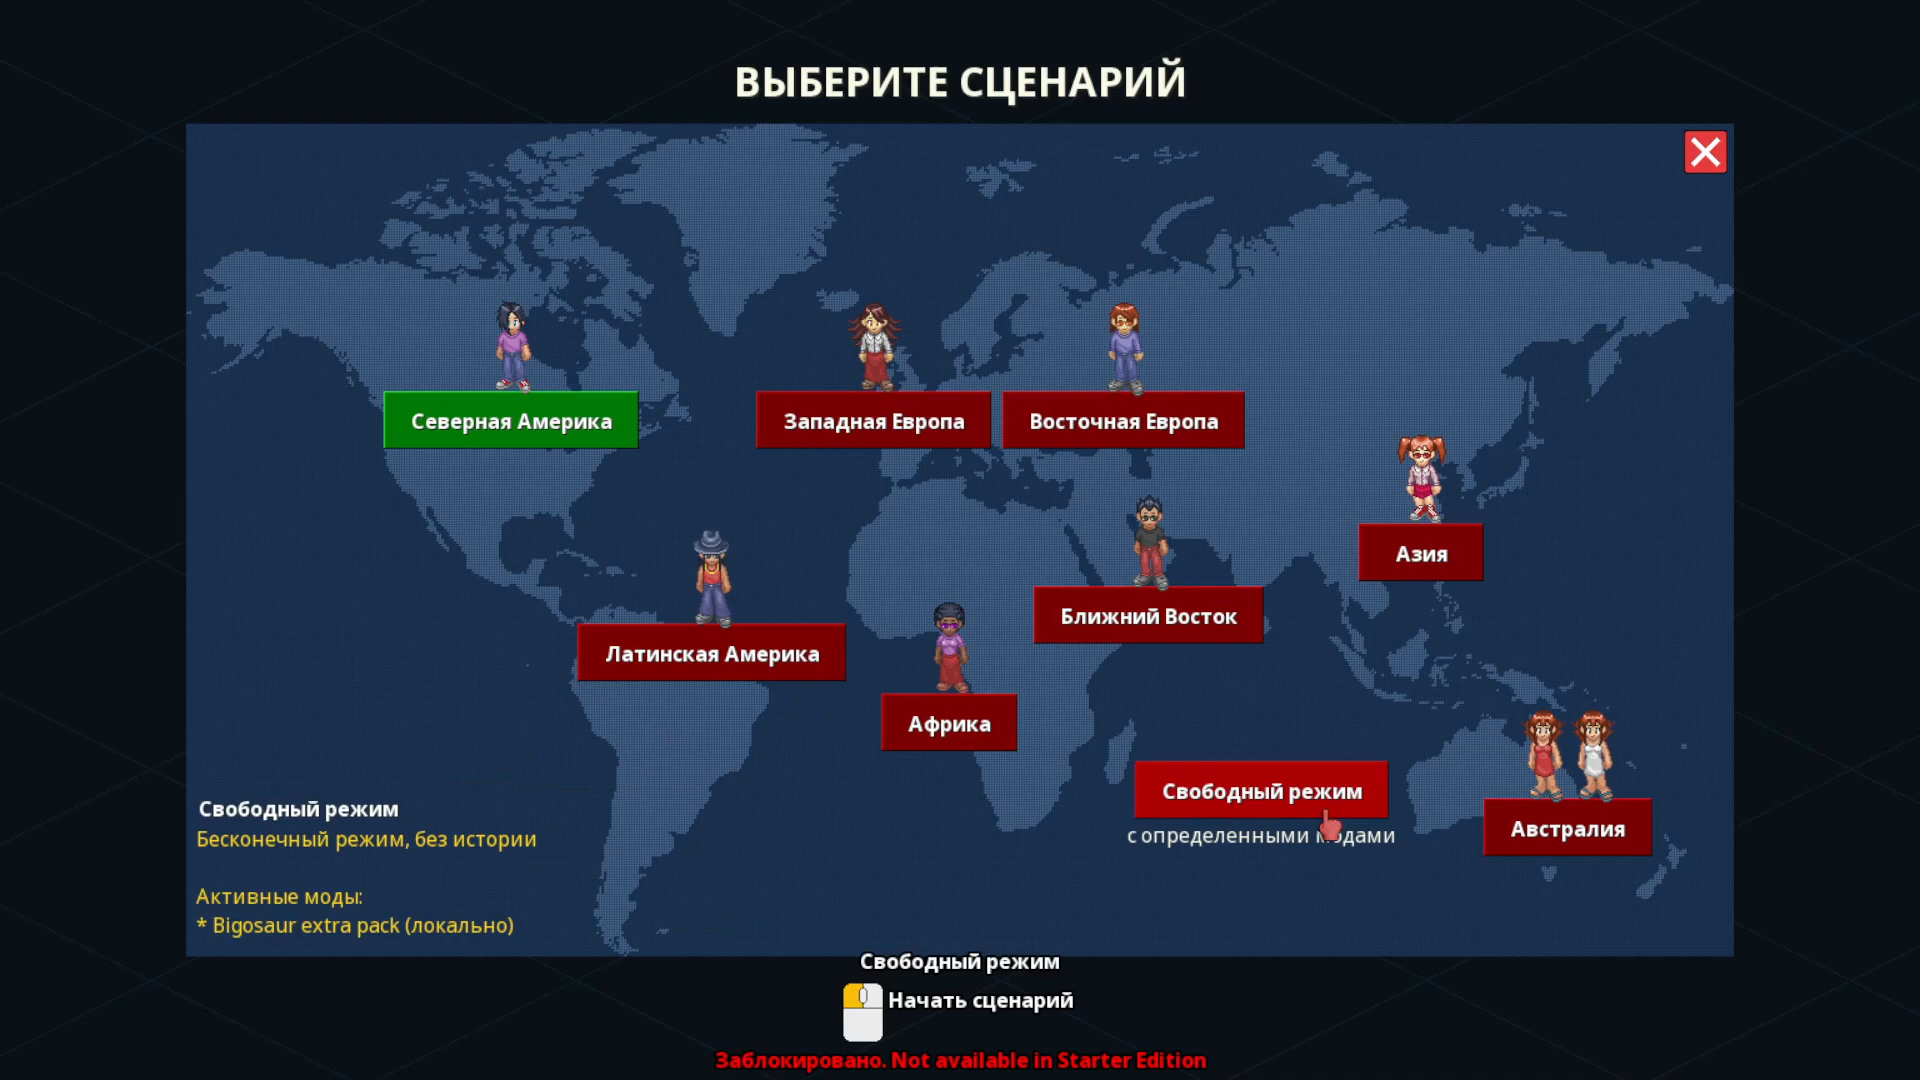 ВЫБЕРИТЕ СЦЕНАРИЙ
Северная Америка
Западная Европа
Восточная Европа
Азия
Ближний Восток
Латинская Америка
Африка
Свободный режим
с определенными модами
Австралия
Свободный режим
Бесконечный режим, без истории
Активные моды:
* Bigosaur extra pack (локально)
Свободный режим
Начать сценарий
Заблокировано. Not available in Starter Edition